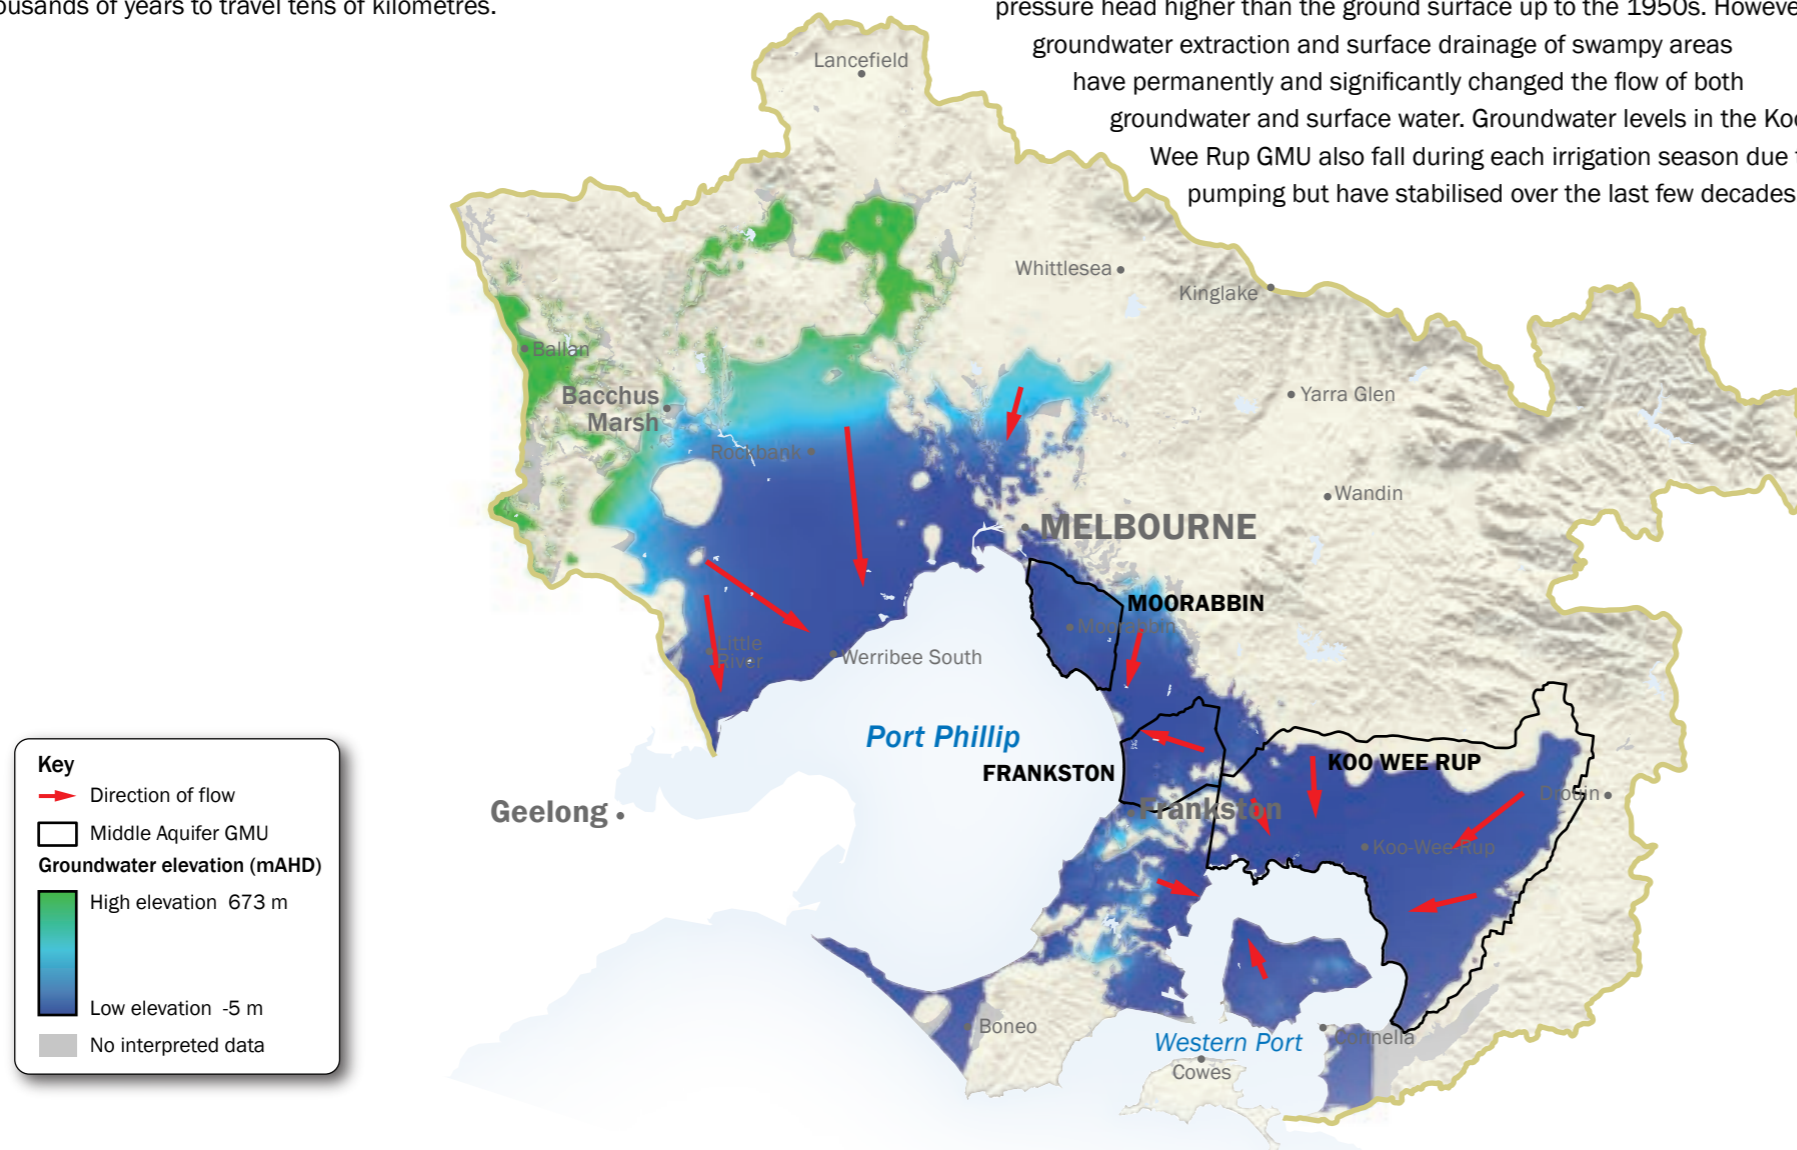 ousands of years to travel tens of kilometres.
pressure head higher than the ground surface up to the 1950s. Howeve
groundwater extraction and surface drainage of swampy areas
have permanently and significantly changed the flow of both
groundwater and surface water. Groundwater levels in the Koo
Wee Rup GMU also fall during each irrigation season due t
pumping but have stabilised over the last few decades
Lancefield
Whittlesea
Kinglake
Ballan
Bacchus
Marsh
Yarra Glen
Rockbank
Wandin
MELBOURNE
MOORABBIN
Moorabbin
Little
River
Werribee South
Port Phillip
FRANKSTON
KOO WEE RUP
Geelong
Frankston
Drouin
Koo-Wee-Rup
Boneo
Western Port
Cowes
Key
Direction of flow
Middle Aquifer GMU
Groundwater elevation (mAHD)
High elevation 673 m
Low elevation -5 m
No interpreted data